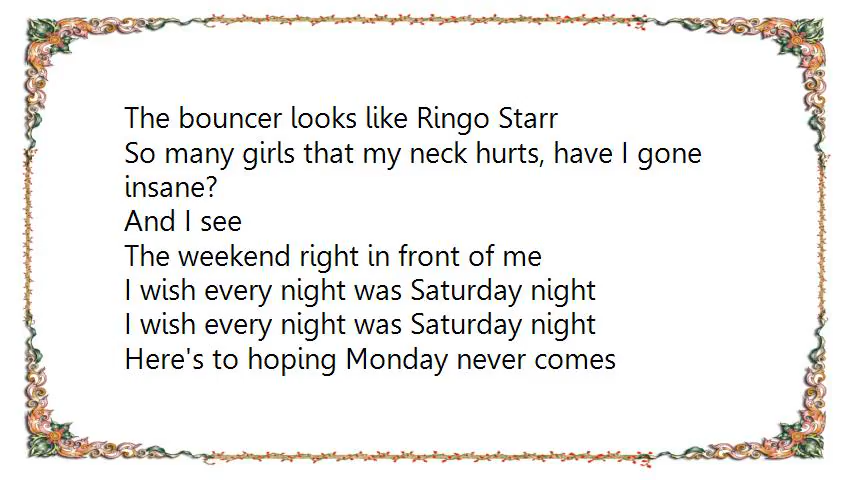 The bouncer looks like Ringo Starr
So many girls that my neck hurts, have I gone
insane?
And I see
The weekend right in front of me
I wish every night was Saturday night
I wish every night was Saturday night
Here's to hoping Monday never comes